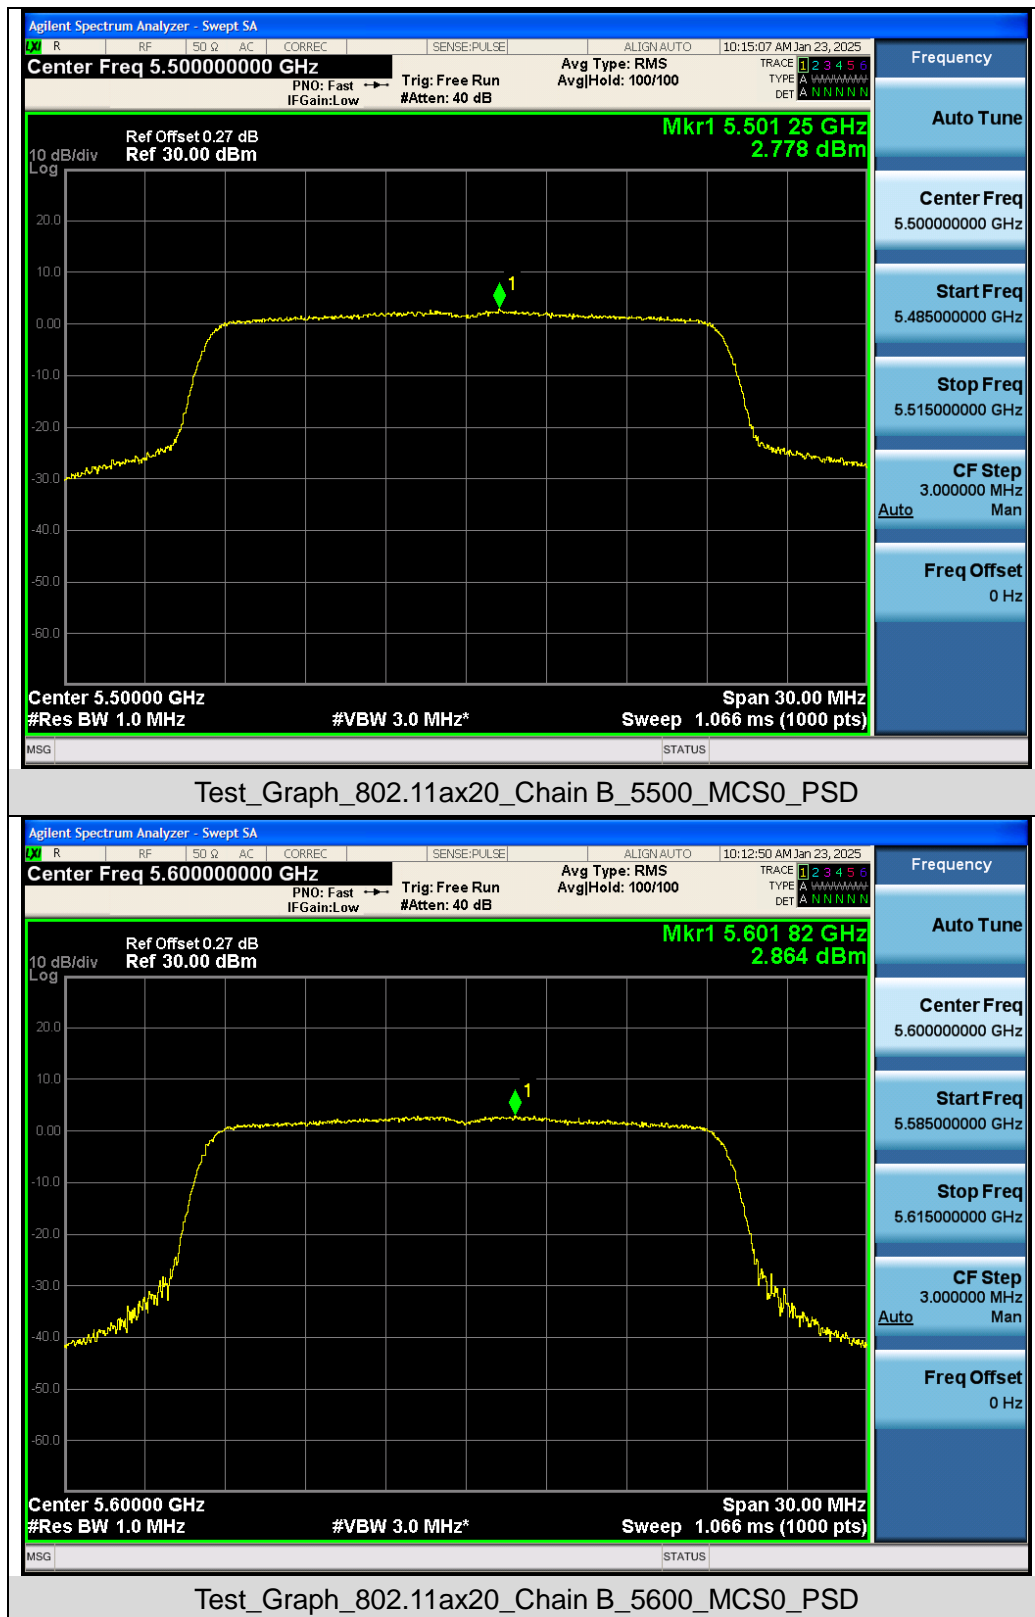 Agilent Spectrum Analyzer - Swept SA
LXI R RF 50 Ω AC CORREC SENSE:PULSE ALIGN AUTO 10:15:07 AM Jan 23, 2025
Center Freq 5.500000000 GHz
PNO: Fast
IFGain:Low
Trig: Free Run
#Atten: 40 dB
Avg Type: RMS
Avg|Hold: 100/100
TRACE 1 2 3 4 5 6
TYPE A WWWWW
DET A N N N N N
Frequency
Auto Tune
Center Freq
5.500000000 GHz
Start Freq
5.485000000 GHz
Stop Freq
5.515000000 GHz
CF Step
3.000000 MHz
Auto Man
Freq Offset
0 Hz
Mkr1 5.501 25 GHz
2.778 dBm
Ref Offset 0.27 dB
10 dB/div Ref 30.00 dBm
Log
20.0
10.0
0.00
-10.0
-20.0
-30.0
-40.0
-50.0
-60.0
1
Center 5.50000 GHz Span 30.00 MHz
#Res BW 1.0 MHz #VBW 3.0 MHz* Sweep 1.066 ms (1000 pts)
MSG STATUS
Test_Graph_802.11ax20_Chain B_5500_MCS0_PSD
Agilent Spectrum Analyzer - Swept SA
LXI R RF 50 Ω AC CORREC SENSE:PULSE ALIGN AUTO 10:12:50 AM Jan 23, 2025
Center Freq 5.600000000 GHz
PNO: Fast
IFGain:Low
Trig: Free Run
#Atten: 40 dB
Avg Type: RMS
Avg|Hold: 100/100
TRACE 1 2 3 4 5 6
TYPE A WWWWW
DET A N N N N N
Frequency
Auto Tune
Center Freq
5.600000000 GHz
Start Freq
5.585000000 GHz
Stop Freq
5.615000000 GHz
CF Step
3.000000 MHz
Auto Man
Freq Offset
0 Hz
Mkr1 5.601 82 GHz
2.864 dBm
Ref Offset 0.27 dB
10 dB/div Ref 30.00 dBm
Log
20.0
10.0
0.00
-10.0
-20.0
-30.0
-40.0
-50.0
-60.0
1
Center 5.60000 GHz Span 30.00 MHz
#Res BW 1.0 MHz #VBW 3.0 MHz* Sweep 1.066 ms (1000 pts)
MSG STATUS
Test_Graph_802.11ax20_Chain B_5600_MCS0_PSD